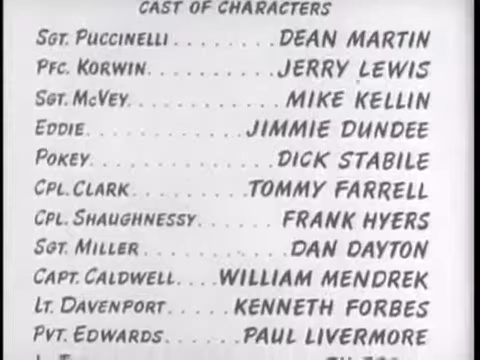 CAST OF CHARACTERS
SGT. PUCCINELLI ........ DEAN MARTIN
PFC. KORWIN .......... JERRY LEWIS
SGT. MCVEY ........... MIKE KELLIN
EDDIE ............ JIMMIE DUNDEE
POKEY ............. DICK STABILE
CPL. CLARK ......... TOMMY FARRELL
CPL. SHAUGHNESSY ...... FRANK HYERS
SGT. MILLER .......... DAN DAYTON
CAPT. CALDWELL .... WILLIAM MENDREK
LT. DAVENPORT ..... KENNETH FORBES
PVT. EDWARDS ...... PAUL LIVERMORE